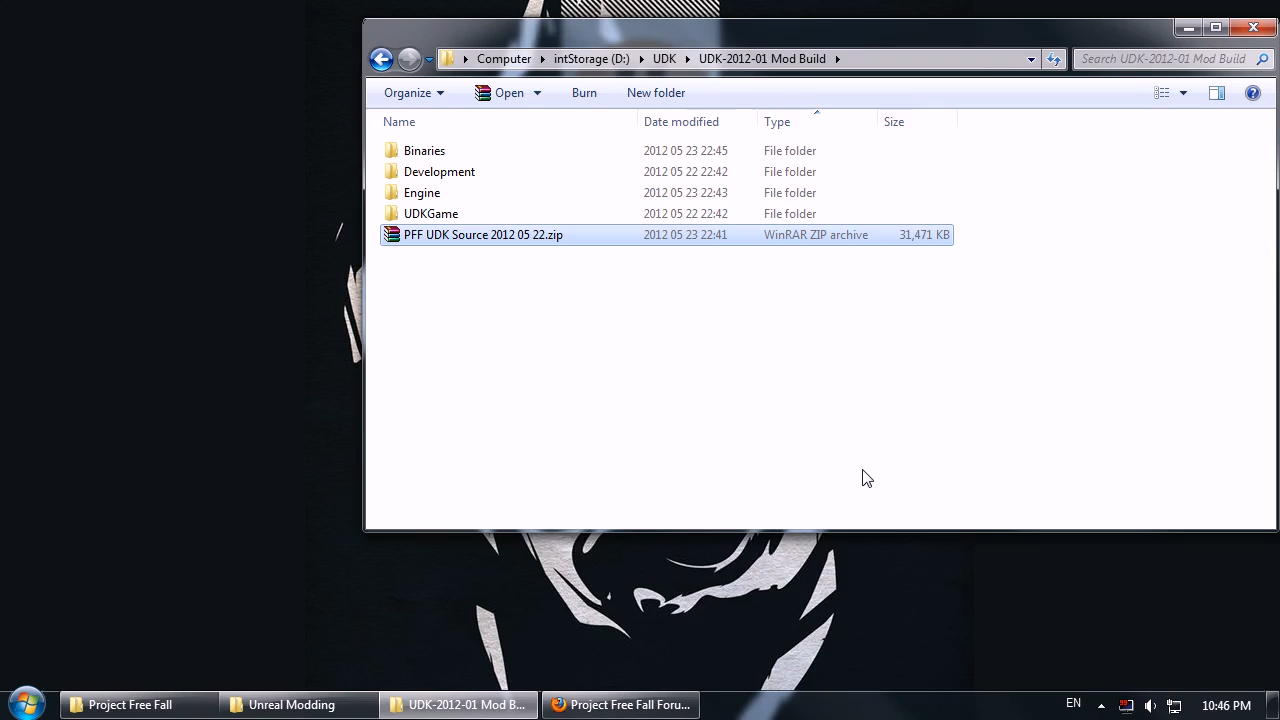 Computer intStorage (D:) UDK UDK-2012-01 Mod Build Search UDK-2012-01 Mod Build
Organize Open Burn New folder
Name Date modified Type Size
Binaries 2012 05 23 22:45 File folder
Development 2012 05 22 22:42 File folder
Engine 2012 05 23 22:43 File folder
UDKGame 2012 05 22 22:42 File folder
PFF UDK Source 2012 05 22.zip 2012 05 23 22:41 WinRAR ZIP archive 31,471 KB
Project Free Fall Unreal Modding UDK-2012-01 Mod B... Project Free Fall Foru... EN 10:46 PM